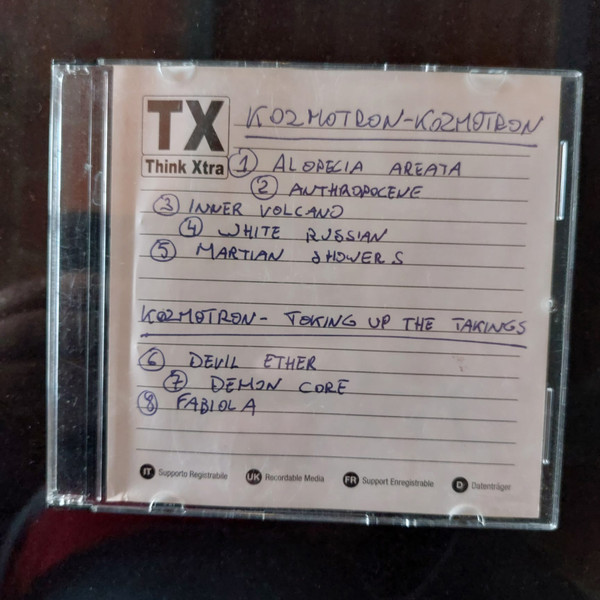 TX
Think Xtra
KOZMOTRON-KOZMOTRON
1 ALOPECIA AREATA
2 ANTHROPOCENE
3 INNER VOLCANO
4 WHITE RUSSIAN
5 MARTIAN SHOWERS
KOZMOTRON- TOKING UP THE TAKINGS
6 DEVIL ETHER
7 DEMON CORE
8 FABIOLA
IT Supporto Registrabile UK Recordable Media FR Support Enregistrable D Datenträger